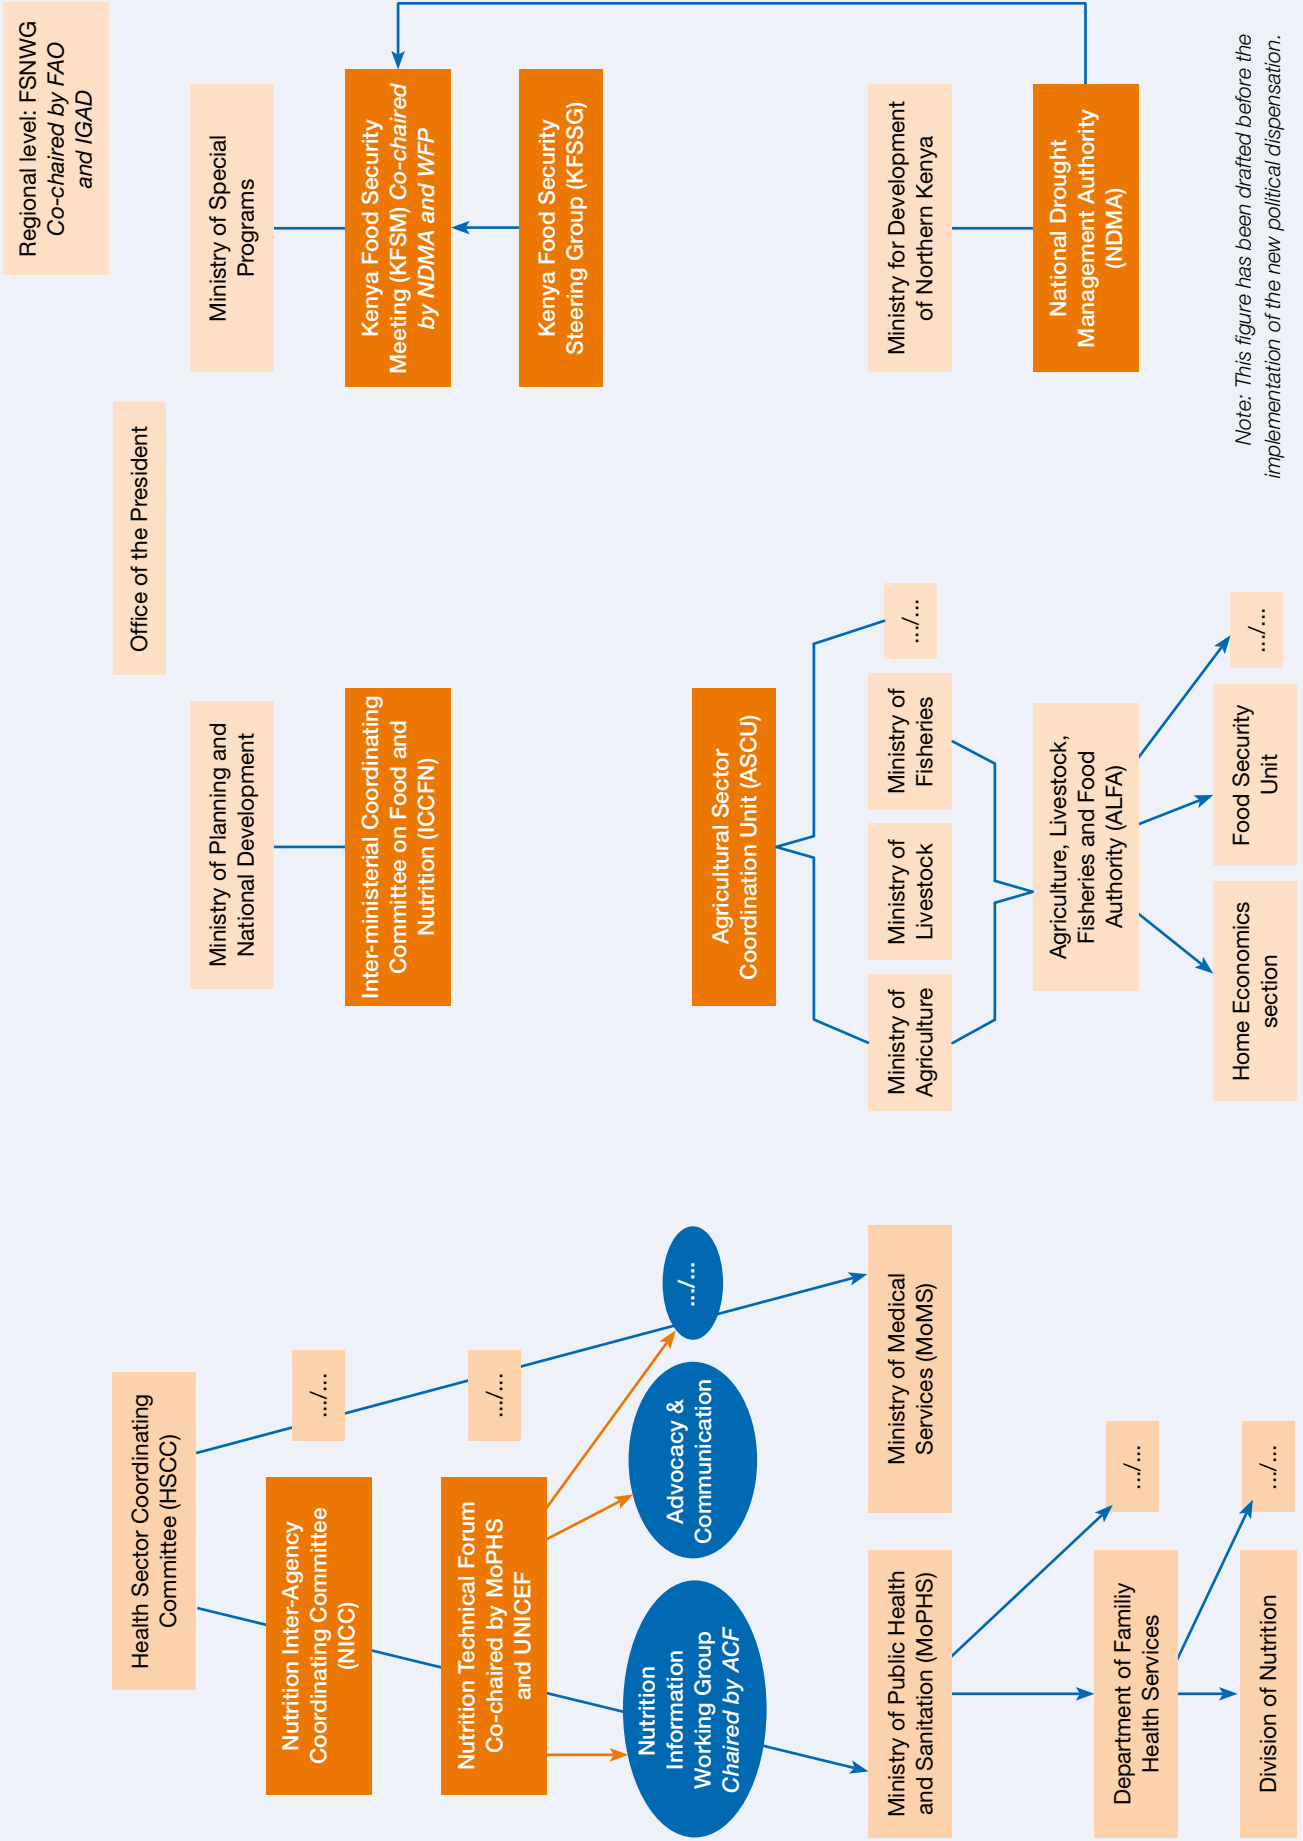 Regional level: FSNWG
Co-chaired by FAO
and IGAD
Office of the President
Health Sector Coordinating
Committee (HSCC)
Ministry of Planning and
National Development
Ministry of Special
Programs
Nutrition Inter-Agency
Coordinating Committee
(NICC)
.../...
Inter-ministerial Coordinating
Committee on Food and
Nutrition (ICCFN)
Kenya Food Security
Meeting (KFSM) Co-chaired
by NDMA and WFP
Nutrition Technical Forum
Co-chaired by MoPHS
and UNICEF
.../...
Kenya Food Security
Steering Group (KFSSG)
Nutrition
Information
Working Group
Chaired by ACF
Advocacy &
Communication
.../...
Agricultural Sector
Coordination Unit (ASCU)
Ministry of Public Health
and Sanitation (MoPHS)
Ministry of Medical
Services (MoMS)
Ministry of
Agriculture
Ministry of
Livestock
Ministry of
Fisheries
.../...
Ministry for Development
of Northern Kenya
Department of Familiy
Health Services
.../...
Agriculture, Livestock,
Fisheries and Food
Authority (ALFA)
National Drought
Management Authority
(NDMA)
Division of Nutrition
.../...
Home Economics
section
Food Security
Unit
.../...
Note: This figure has been drafted before the
implementation of the new political dispensation.